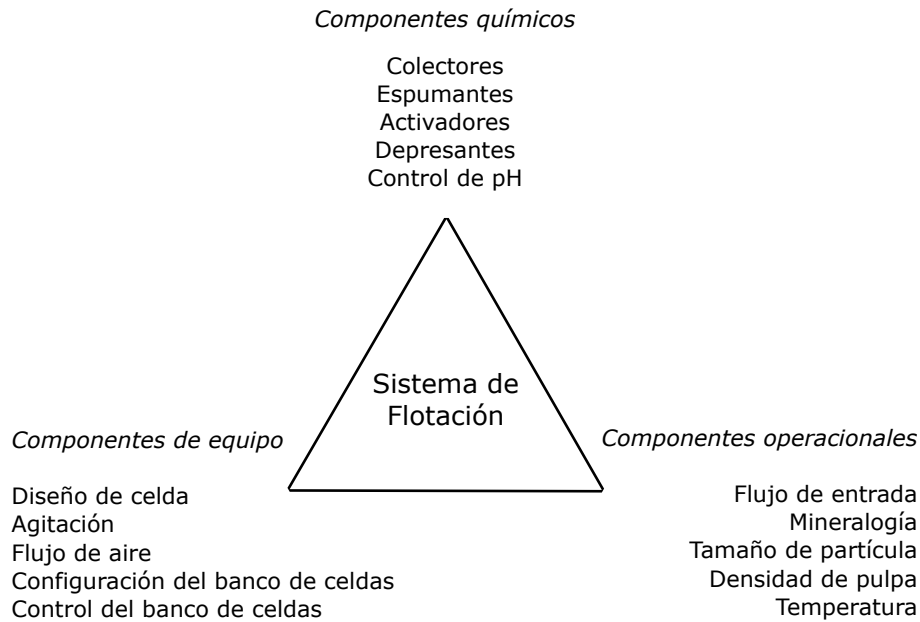 Componentes químicos
Colectores
Espumantes
Activadores
Depresantes
Control de pH
Sistema de
Flotación
Componentes de equipo
Diseño de celda
Agitación
Flujo de aire
Configuración del banco de celdas
Control del banco de celdas
Componentes operacionales
Flujo de entrada
Mineralogía
Tamaño de partícula
Densidad de pulpa
Temperatura